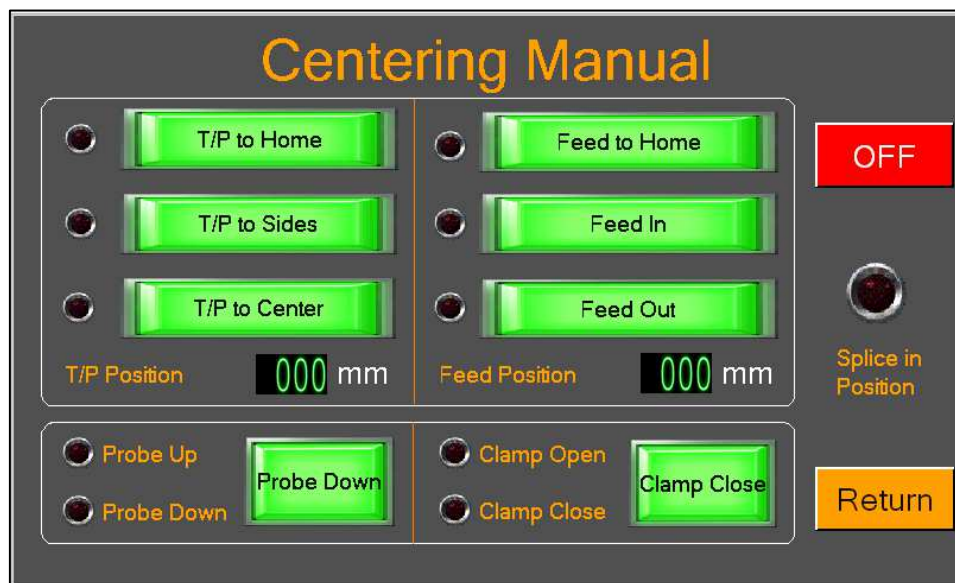 Centering Manual
T/P to Home
T/P to Sides
T/P to Center
T/P Position 000 mm
Feed to Home
Feed In
Feed Out
Feed Position 000 mm
OFF
Splice in
Position
Probe Up
Probe Down
Probe Down
Clamp Open
Clamp Close
Clamp Close
Return